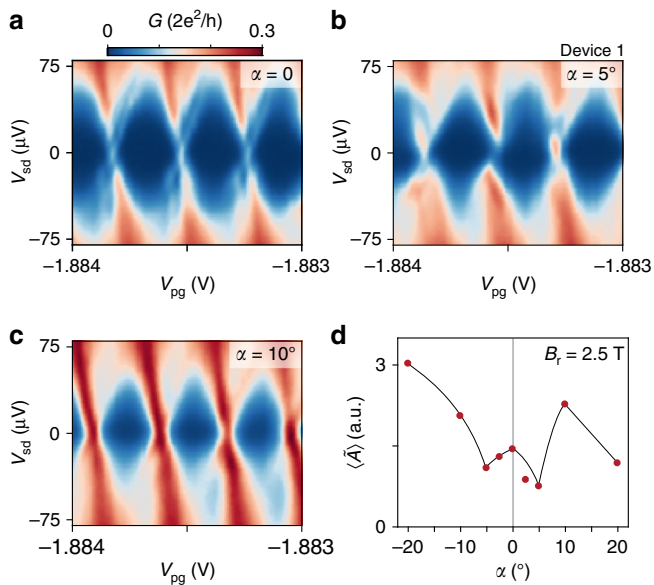 a
G (2e²/h)
0 0.3
α = 0
75
0
−75
V_sd (μV)
−1.884 −1.883
V_pg (V)
b
Device 1
α = 5°
75
0
−75
V_sd (μV)
−1.884 −1.883
V_pg (V)
c
α = 10°
75
0
−75
V_sd (μV)
−1.884 −1.883
V_pg (V)
d
B_r = 2.5 T
3
0
⟨Ã⟩ (a.u.)
−20 −10 0 10 20
α (°)